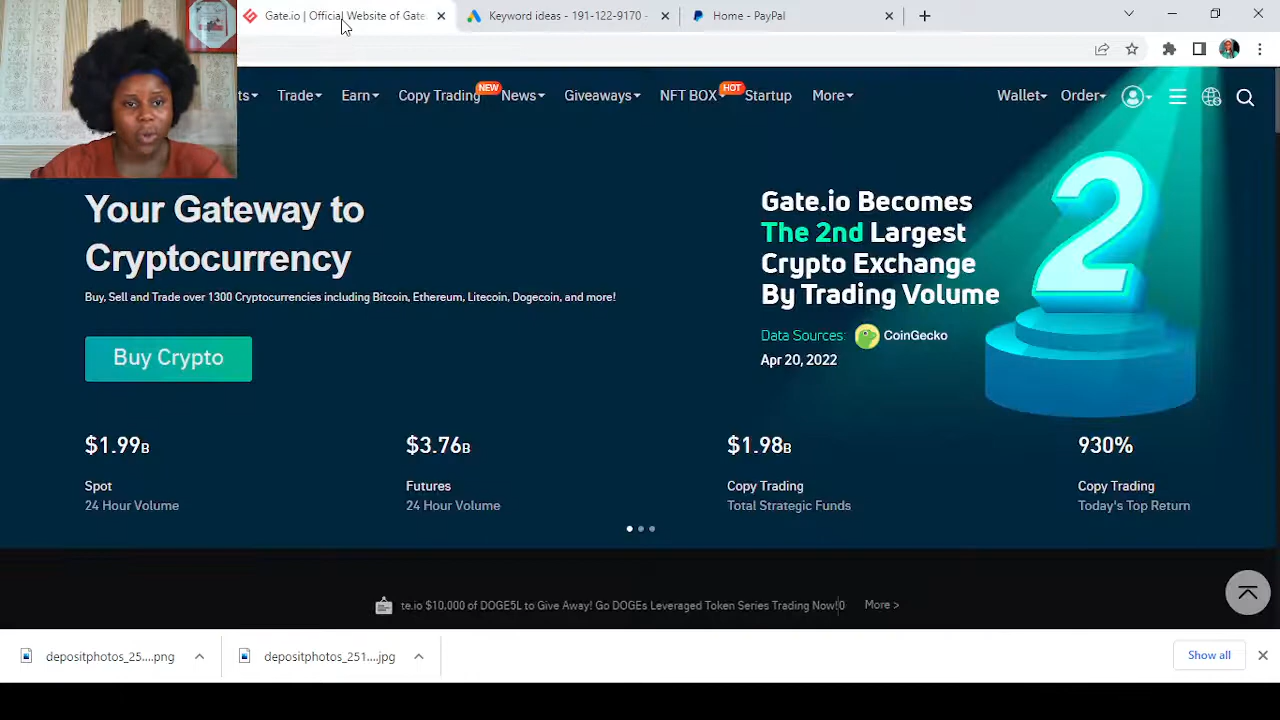 Gate.io | Official Website of Gate
Keyword ideas - 191-122-9170 -
Home - PayPal
ts
Trade
Earn
Copy Trading
NEW
News
Giveaways
NFT BOX
HOT
Startup
More
Wallet
Order
Your Gateway to
Cryptocurrency
Buy, Sell and Trade over 1300 Cryptocurrencies including Bitcoin, Ethereum, Litecoin, Dogecoin, and more!
Buy Crypto
Gate.io Becomes
The 2nd Largest
Crypto Exchange
By Trading Volume
Data Sources: CoinGecko
Apr 20, 2022
2
$1.99B
Spot
24 Hour Volume
$3.76B
Futures
24 Hour Volume
$1.98B
Copy Trading
Total Strategic Funds
930%
Copy Trading
Today's Top Return
te.io $10,000 of DOGE5L to Give Away! Go DOGEs Leveraged Token Series Trading Now!0
More >
depositphotos_25....png
depositphotos_251....jpg
Show all